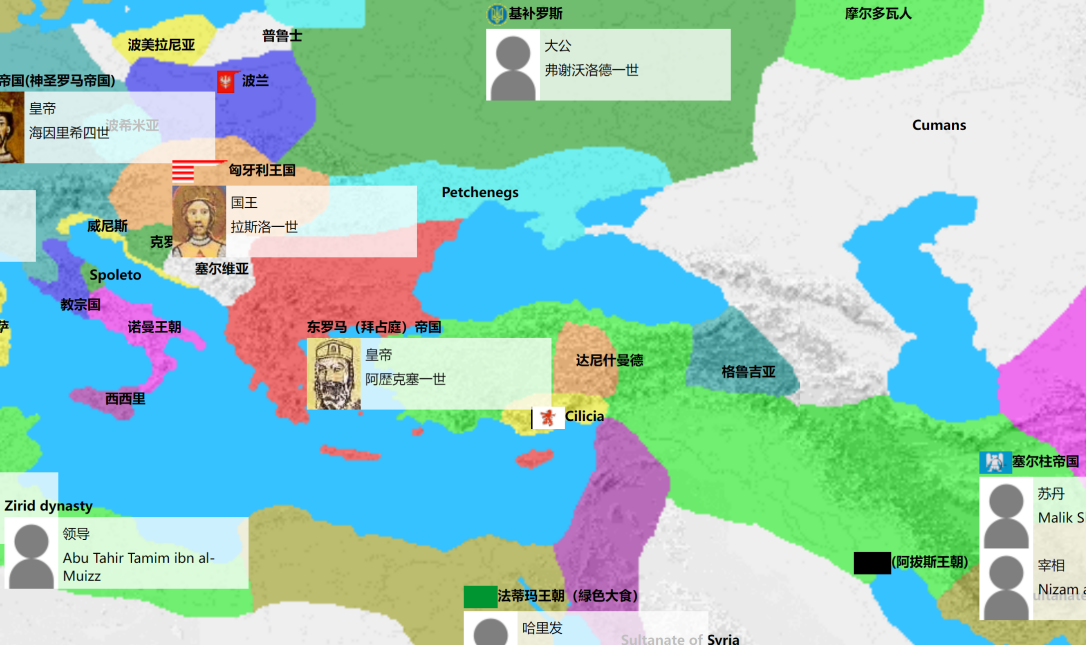 基补罗斯
摩尔多瓦人
普鲁士
波美拉尼亚
大公
弗谢沃洛德一世
帝国(神圣罗马帝国)
波兰
皇帝
海因里希四世
波希米亚
Cumans
匈牙利王国
国王
拉斯洛一世
Petchenegs
威尼斯
克罗
塞尔维亚
Spoleto
教宗国
诺曼王朝
萨
东罗马（拜占庭）帝国
皇帝
阿歷克塞一世
达尼什曼德
格鲁吉亚
西西里
Cilicia
塞尔柱帝国
苏丹
Malik S
宰相
Nizam a
Zirid dynasty
领导
Abu Tahir Tamim ibn al-
Muizz
(阿拔斯王朝)
法蒂玛王朝（绿色大食）
哈里发
Sultanate of Syria